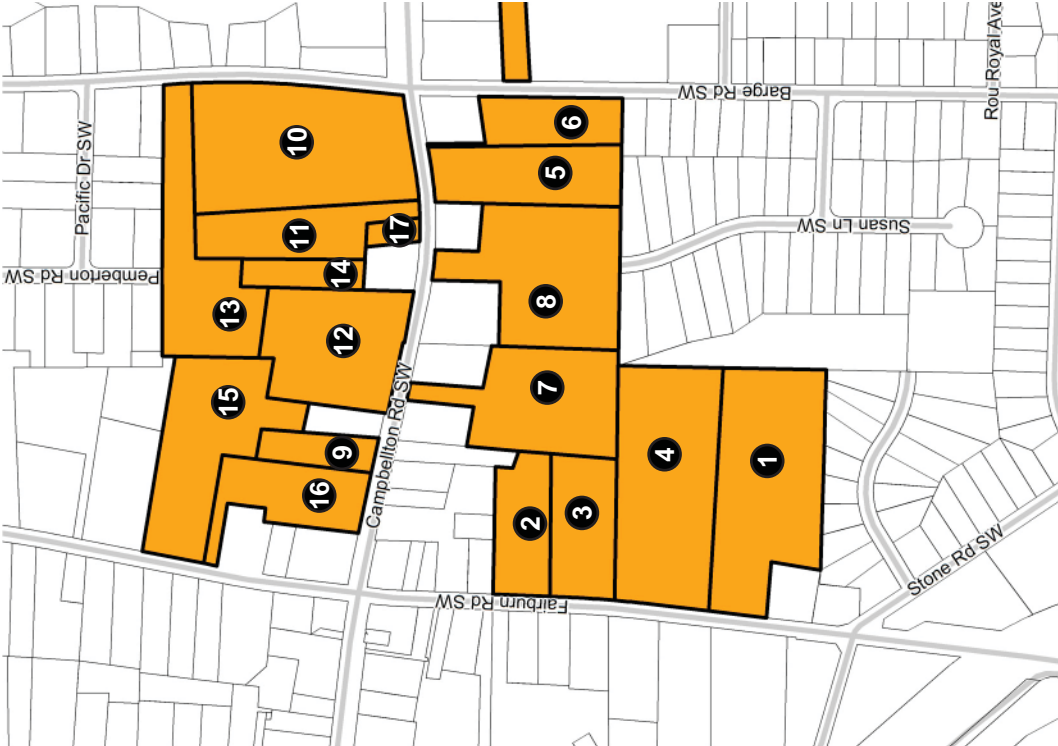 Rou Royal Ave
Barge Rd SW
Pacific Dr SW
10
6
5
11
17
Susan Ln SW
Pemberton Rd SW
14
13
8
12
15
7
Campbellton Rd SW
9
4
1
16
2
3
Stone Rd SW
Fairburn Rd SW